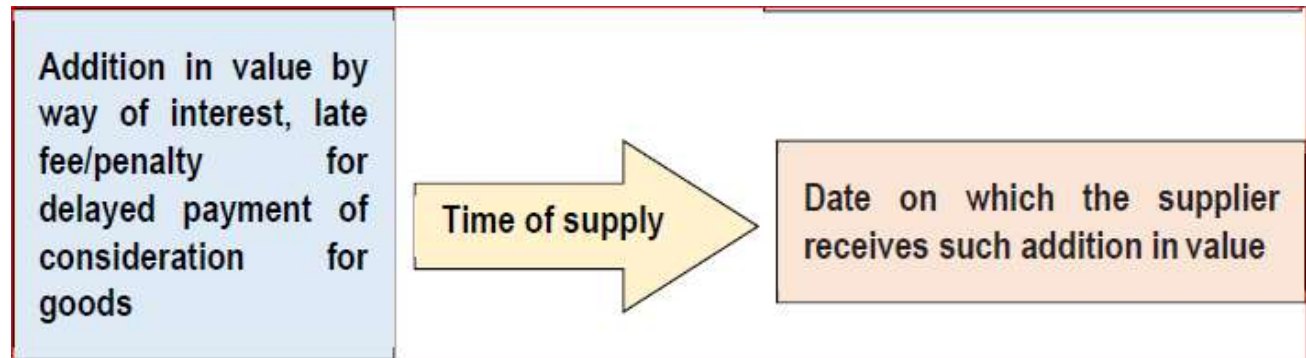 Addition in value by
way of interest, late
fee/penalty for
delayed payment of
consideration for
goods
Time of supply
Date on which the supplier
receives such addition in value